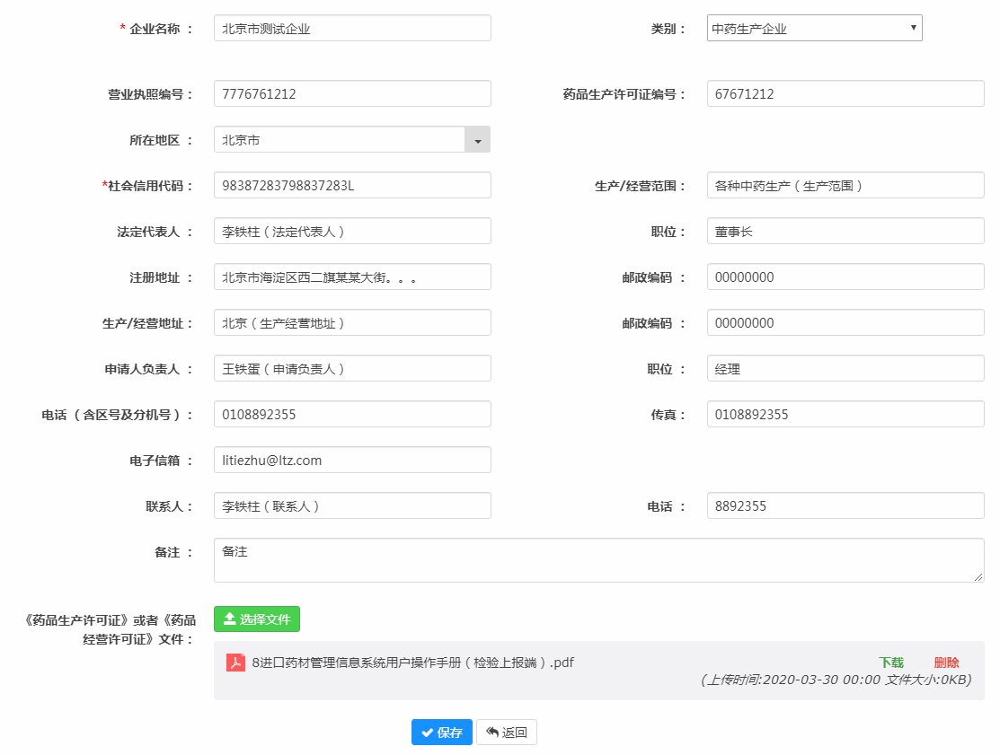 * 企业名称 : 北京市测试企业 类别: 中药生产企业
营业执照编号: 7776761212 药品生产许可证编号: 67671212
所在地区 : 北京市
*社会信用代码: 98387283798837283L 生产/经营范围: 各种中药生产（生产范围）
法定代表人 : 李铁柱（法定代表人） 职位: 董事长
注册地址 : 北京市海淀区西二旗某某大街。。。 邮政编码 : 00000000
生产/经营地址: 北京（生产经营地址） 邮政编码 : 00000000
申请人负责人 : 王铁蛋（申请负责人） 职位 : 经理
电话（含区号及分机号）: 0108892355 传真: 0108892355
电子信箱 : litiezhu@ltz.com
联系人: 李铁柱（联系人） 电话 : 8892355
备注 : 备注
《药品生产许可证》或者《药品 选择文件
经营许可证》文件:
8进口药材管理信息系统用户操作手册（检验上报端）.pdf 下载 删除
(上传时间:2020-03-30 00:00 文件大小:0KB)
保存 返回